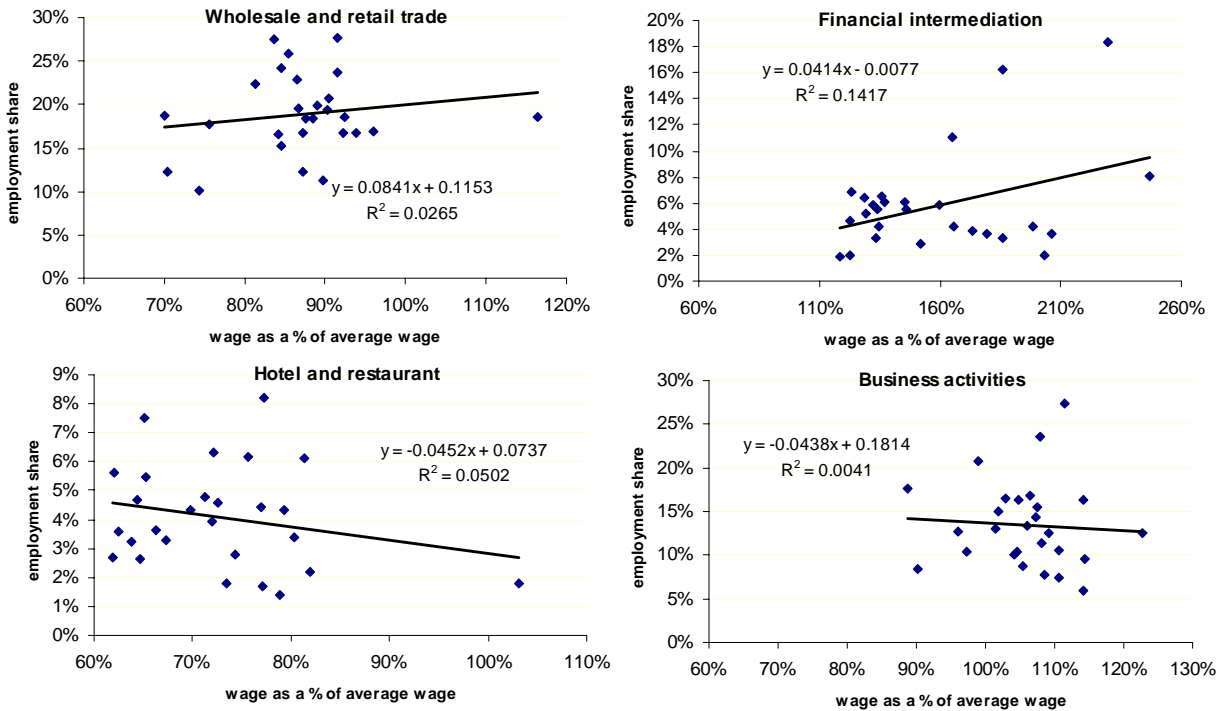 Wholesale and retail trade
30%
25%
20%
15%
10%
5%
0%
employment share
y = 0.0841x + 0.1153
R² = 0.0265
60% 70% 80% 90% 100% 110% 120%
wage as a % of average wage
Financial intermediation
20%
18%
16%
14%
12%
10%
8%
6%
4%
2%
0%
employment share
y = 0.0414x - 0.0077
R² = 0.1417
60% 110% 160% 210% 260%
wage as a % of average wage
Hotel and restaurant
9%
8%
7%
6%
5%
4%
3%
2%
1%
0%
employment share
y = -0.0452x + 0.0737
R² = 0.0502
60% 70% 80% 90% 100% 110%
wage as a % of average wage
Business activities
30%
25%
20%
15%
10%
5%
0%
employment share
y = -0.0438x + 0.1814
R² = 0.0041
60% 70% 80% 90% 100% 110% 120% 130%
wage as a % of average wage